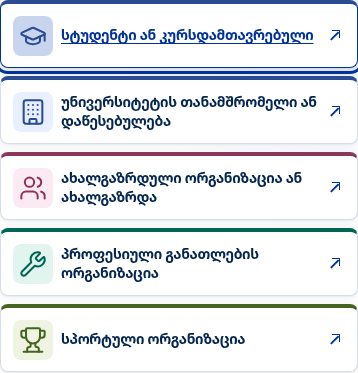 სტუდენტი ან კურსდამთავრებული
უნივერსიტეტის თანამშრომელი ან
დაწესებულება
ახალგაზრდული ორგანიზაცია ან
ახალგაზრდა
პროფესიული განათლების
ორგანიზაცია
სპორტული ორგანიზაცია